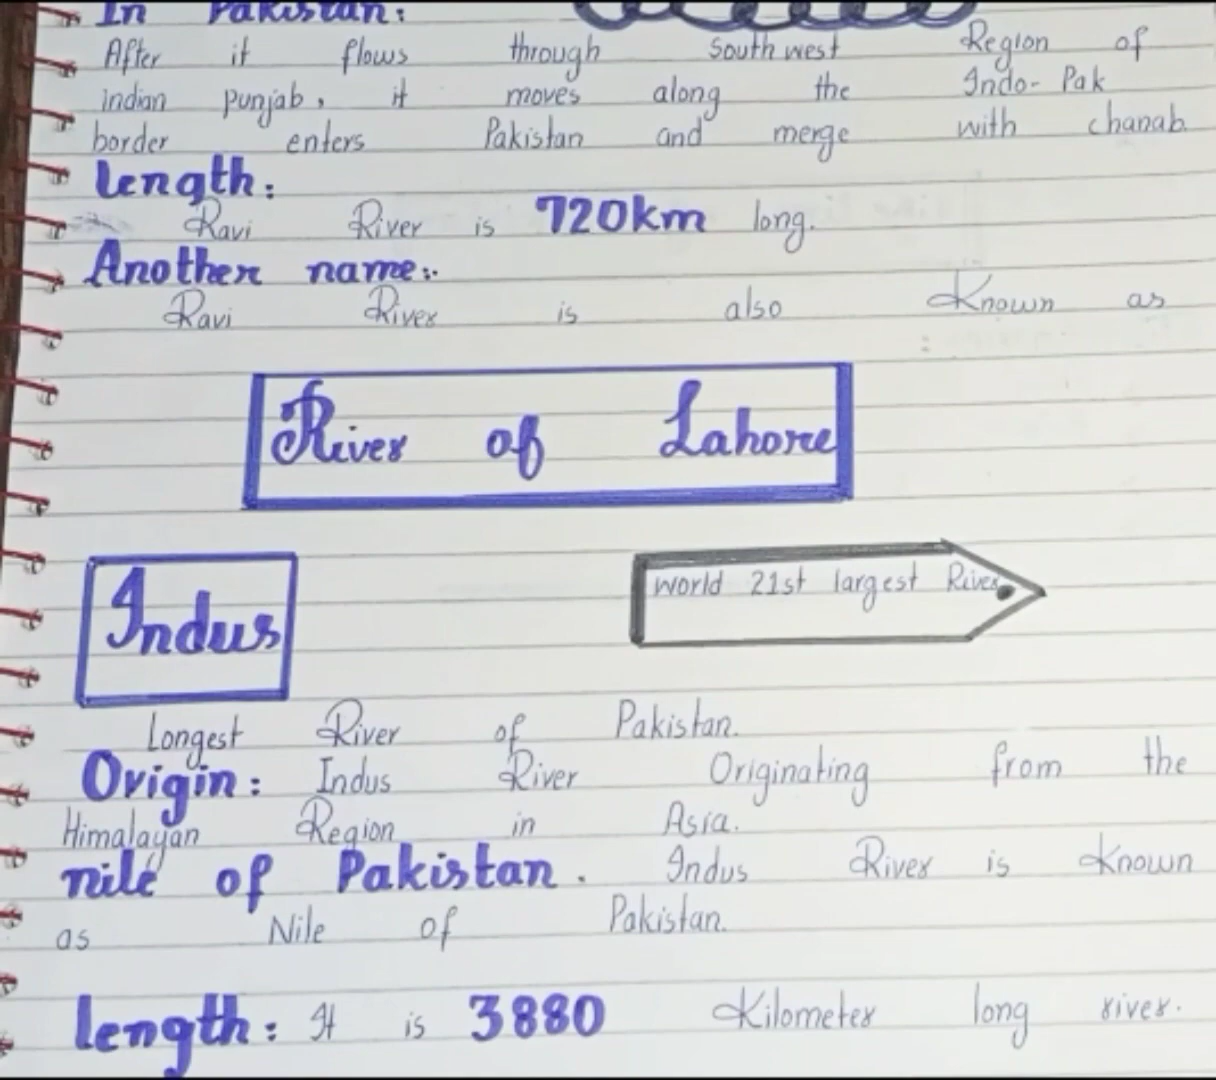 In Pakistan:
After it flows through south west Region of
indian punjab, it moves along the Indo-Pak
border enters Pakistan and merge with chanab.
Length:
Ravi River is 720km long.
Another name:
Ravi River is also Known as
River of Lahore
Indus
world 21st largest River
Longest River of Pakistan.
Origin: Indus River Originating from the
Himalayan Region in Asia.
nile of Pakistan. Indus River is Known
as Nile of Pakistan.
length: It is 3880 Kilometer long river.